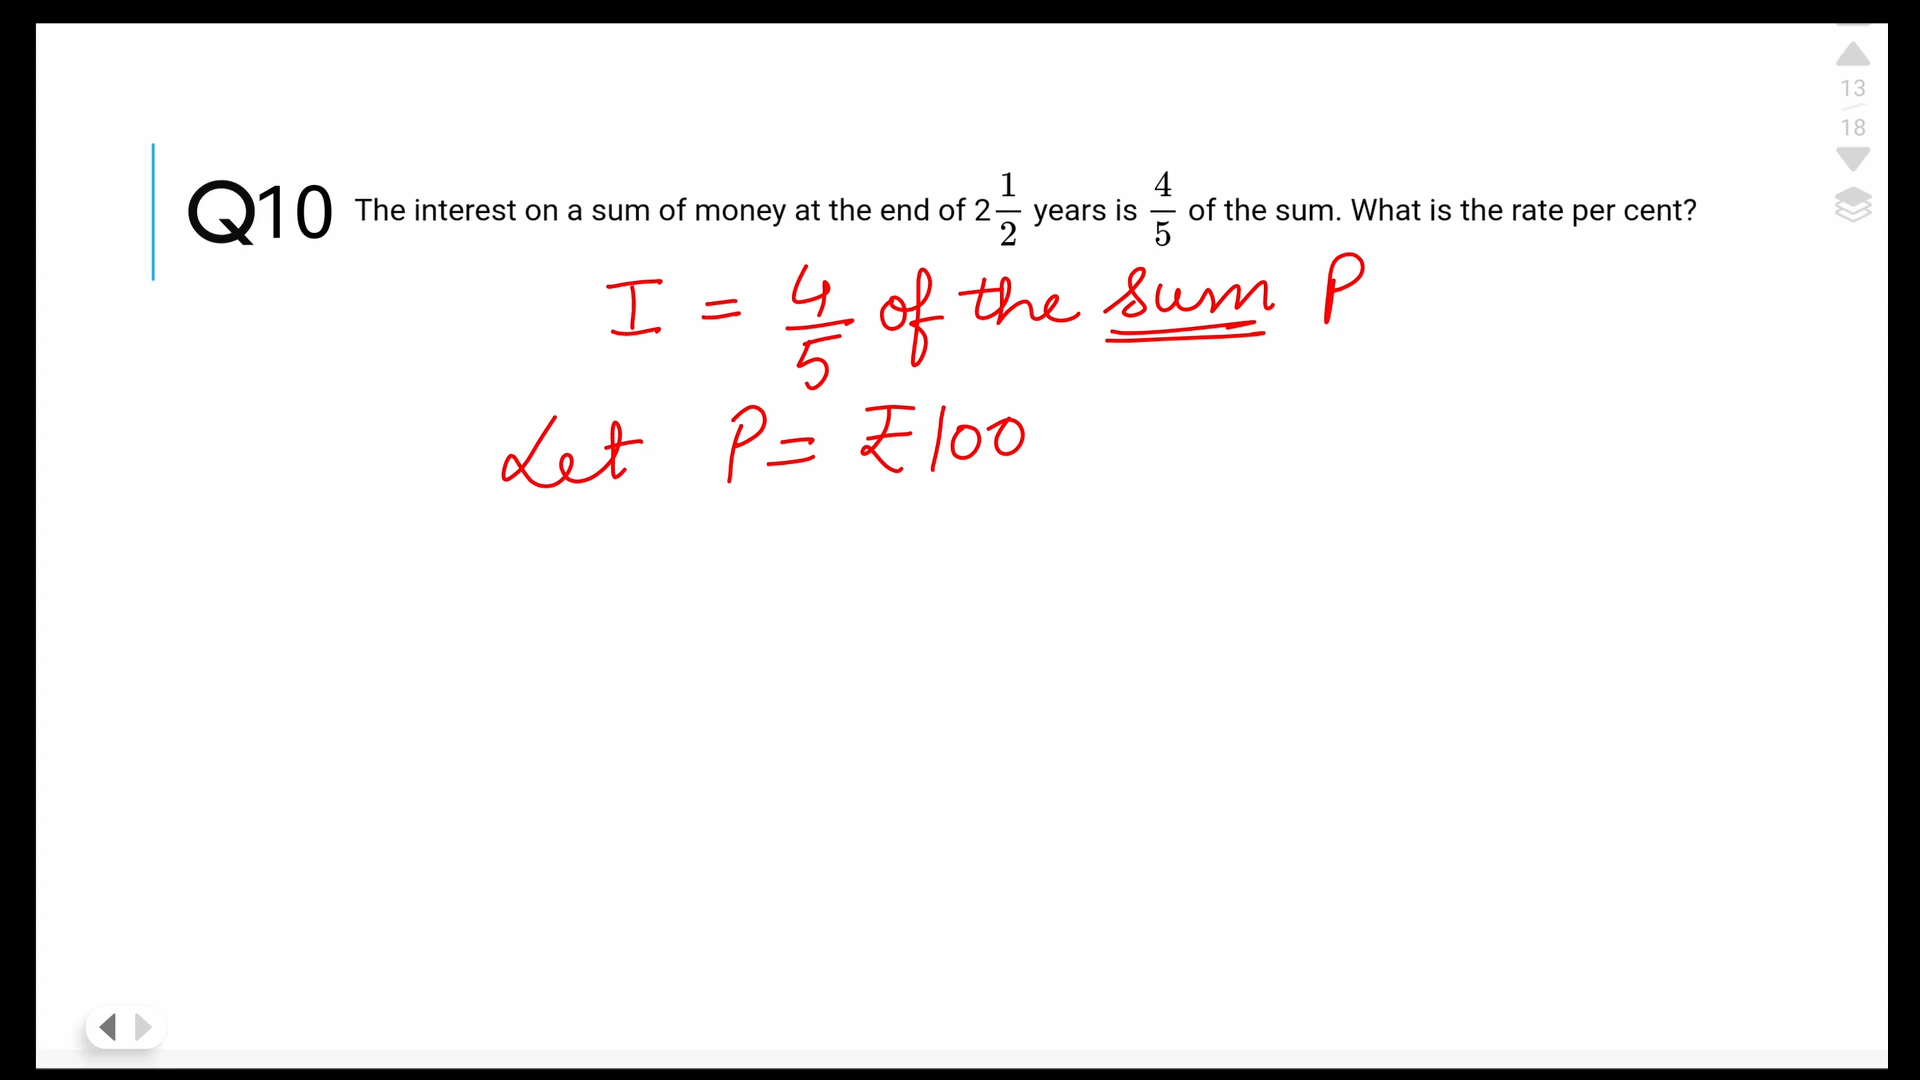 13
18
Q10 The interest on a sum of money at the end of 2 1/2 years is 4/5 of the sum. What is the rate per cent?
I = 4/5 of the sum P
Let P = ₹100